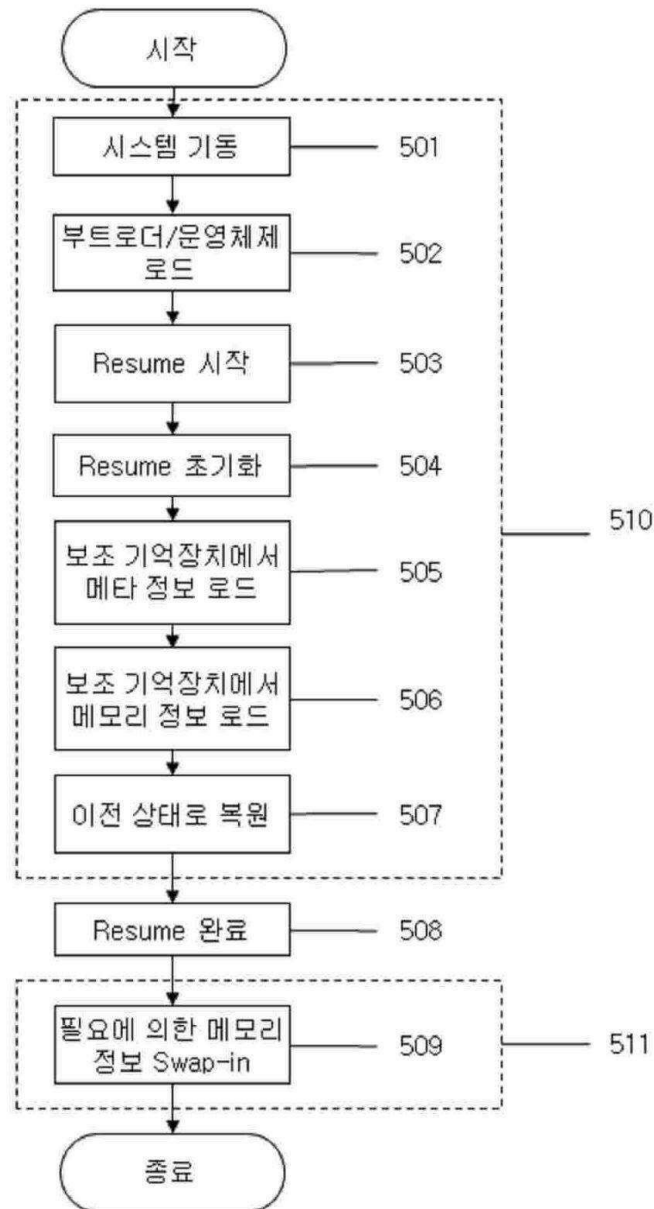 시작
시스템 기동
501
부트로더/운영체제
로드
502
Resume 시작
503
Resume 초기화
504
510
보조 기억장치에서
메타 정보 로드
505
보조 기억장치에서
메모리 정보 로드
506
이전 상태로 복원
507
Resume 완료
508
필요에 의한 메모리
정보 Swap-in
509
511
종료